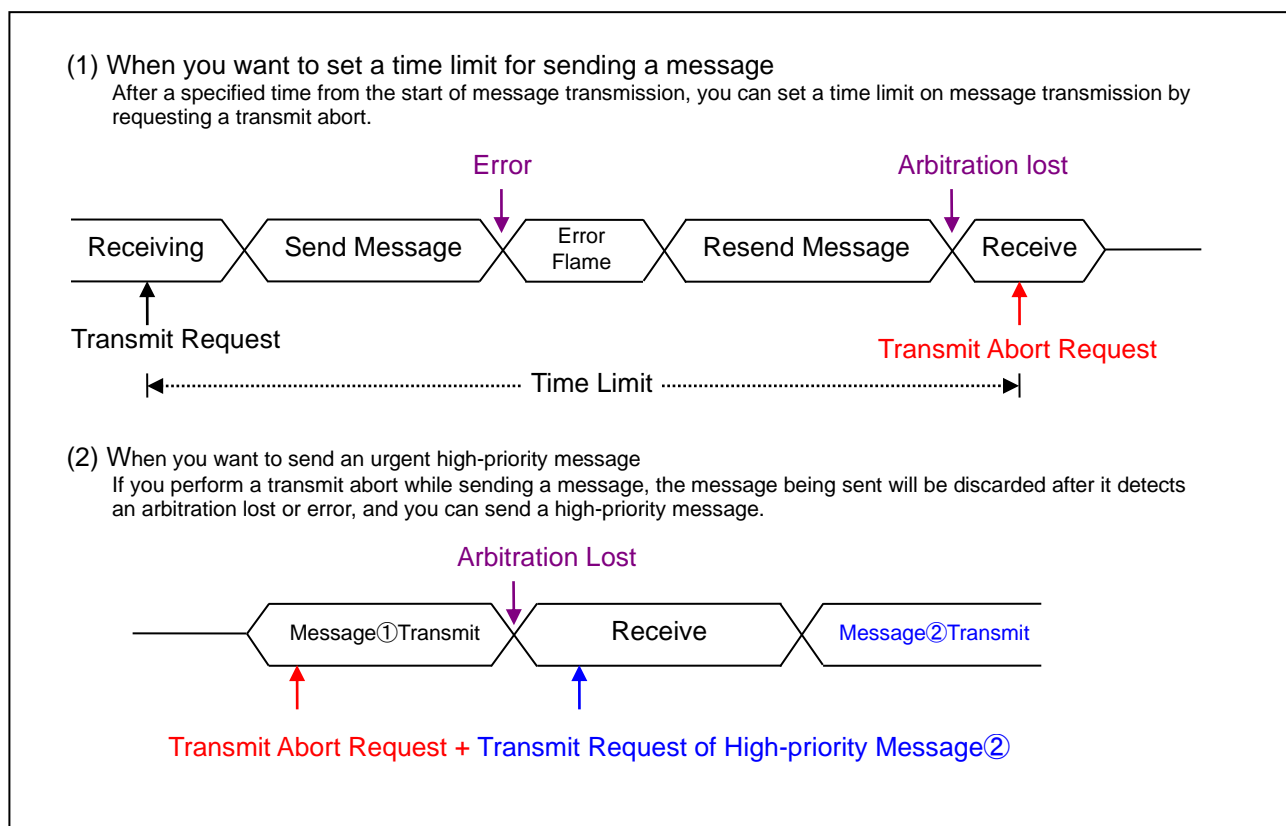 (1) When you want to set a time limit for sending a message
After a specified time from the start of message transmission, you can set a time limit on message transmission by
requesting a transmit abort.
Error
Arbitration lost
Receiving
Send Message
Error
Flame
Resend Message
Receive
Transmit Request
Transmit Abort Request
Time Limit
(2) When you want to send an urgent high-priority message
If you perform a transmit abort while sending a message, the message being sent will be discarded after it detects
an arbitration lost or error, and you can send a high-priority message.
Arbitration Lost
Message①Transmit
Receive
Message②Transmit
Transmit Abort Request + Transmit Request of High-priority Message②